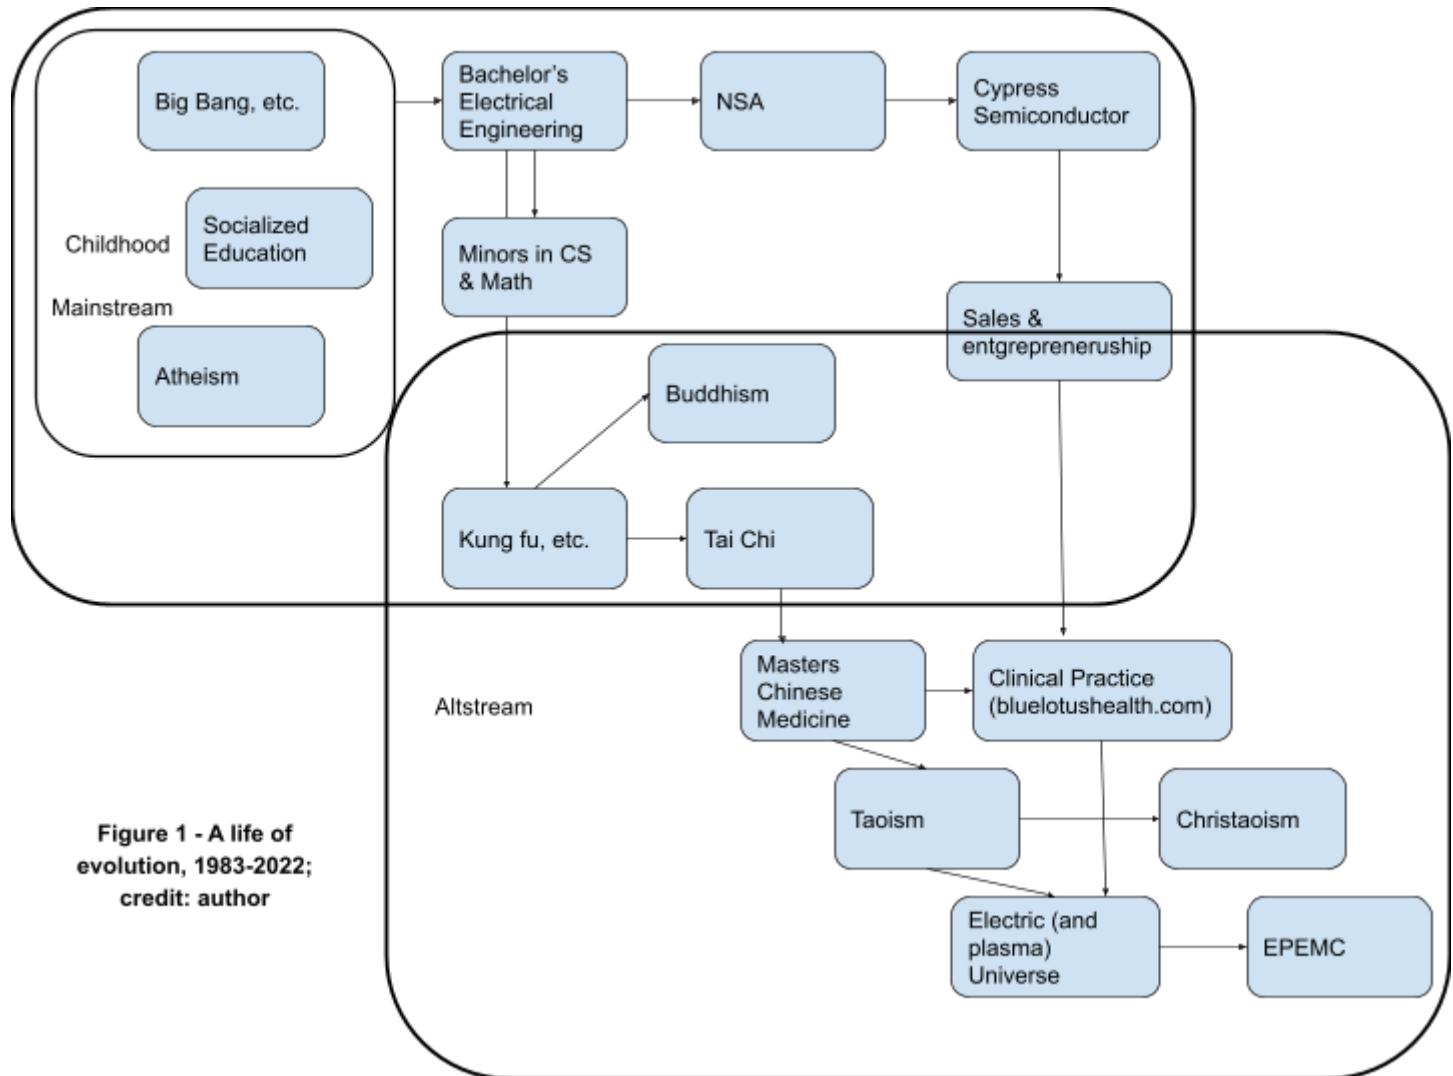 Big Bang, etc.
Bachelor's
Electrical
Engineering
NSA
Cypress
Semiconductor
Childhood
Socialized
Education
Minors in CS
& Math
Mainstream
Sales &
entgrepreneruship
Atheism
Buddhism
Kung fu, etc.
Tai Chi
Altstream
Masters
Chinese
Medicine
Clinical Practice
(bluelotushealth.com)
Taoism
Christaoism
Figure 1 - A life of
evolution, 1983-2022;
credit: author
Electric (and
plasma)
Universe
EPEMC